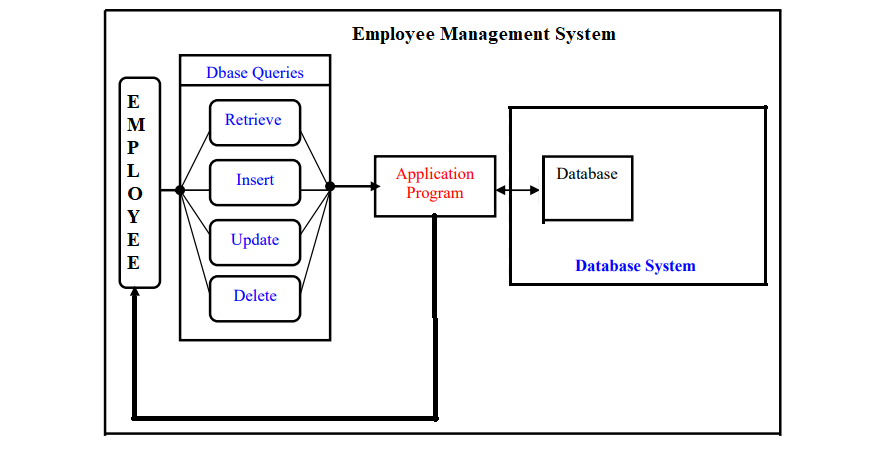 Employee Management System
Dbase Queries
E
M
P
L
O
Y
E
E
Retrieve
Insert
Update
Delete
Application
Program
Database
Database System